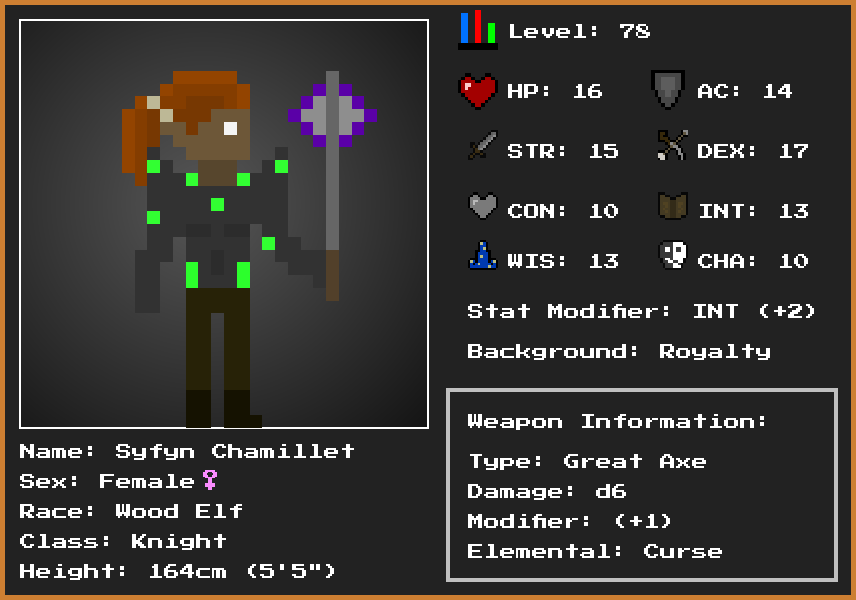 Level: 78
HP: 16 AC: 14
STR: 15 DEX: 17
CON: 10 INT: 13
WIS: 13 CHA: 10
Stat Modifier: INT (+2)
Background: Royalty
Weapon Information:
Type: Great Axe
Damage: d6
Modifier: (+1)
Elemental: Curse
Name: Syfyn Chamillet
Sex: Female♀
Race: Wood Elf
Class: Knight
Height: 164cm (5'5")